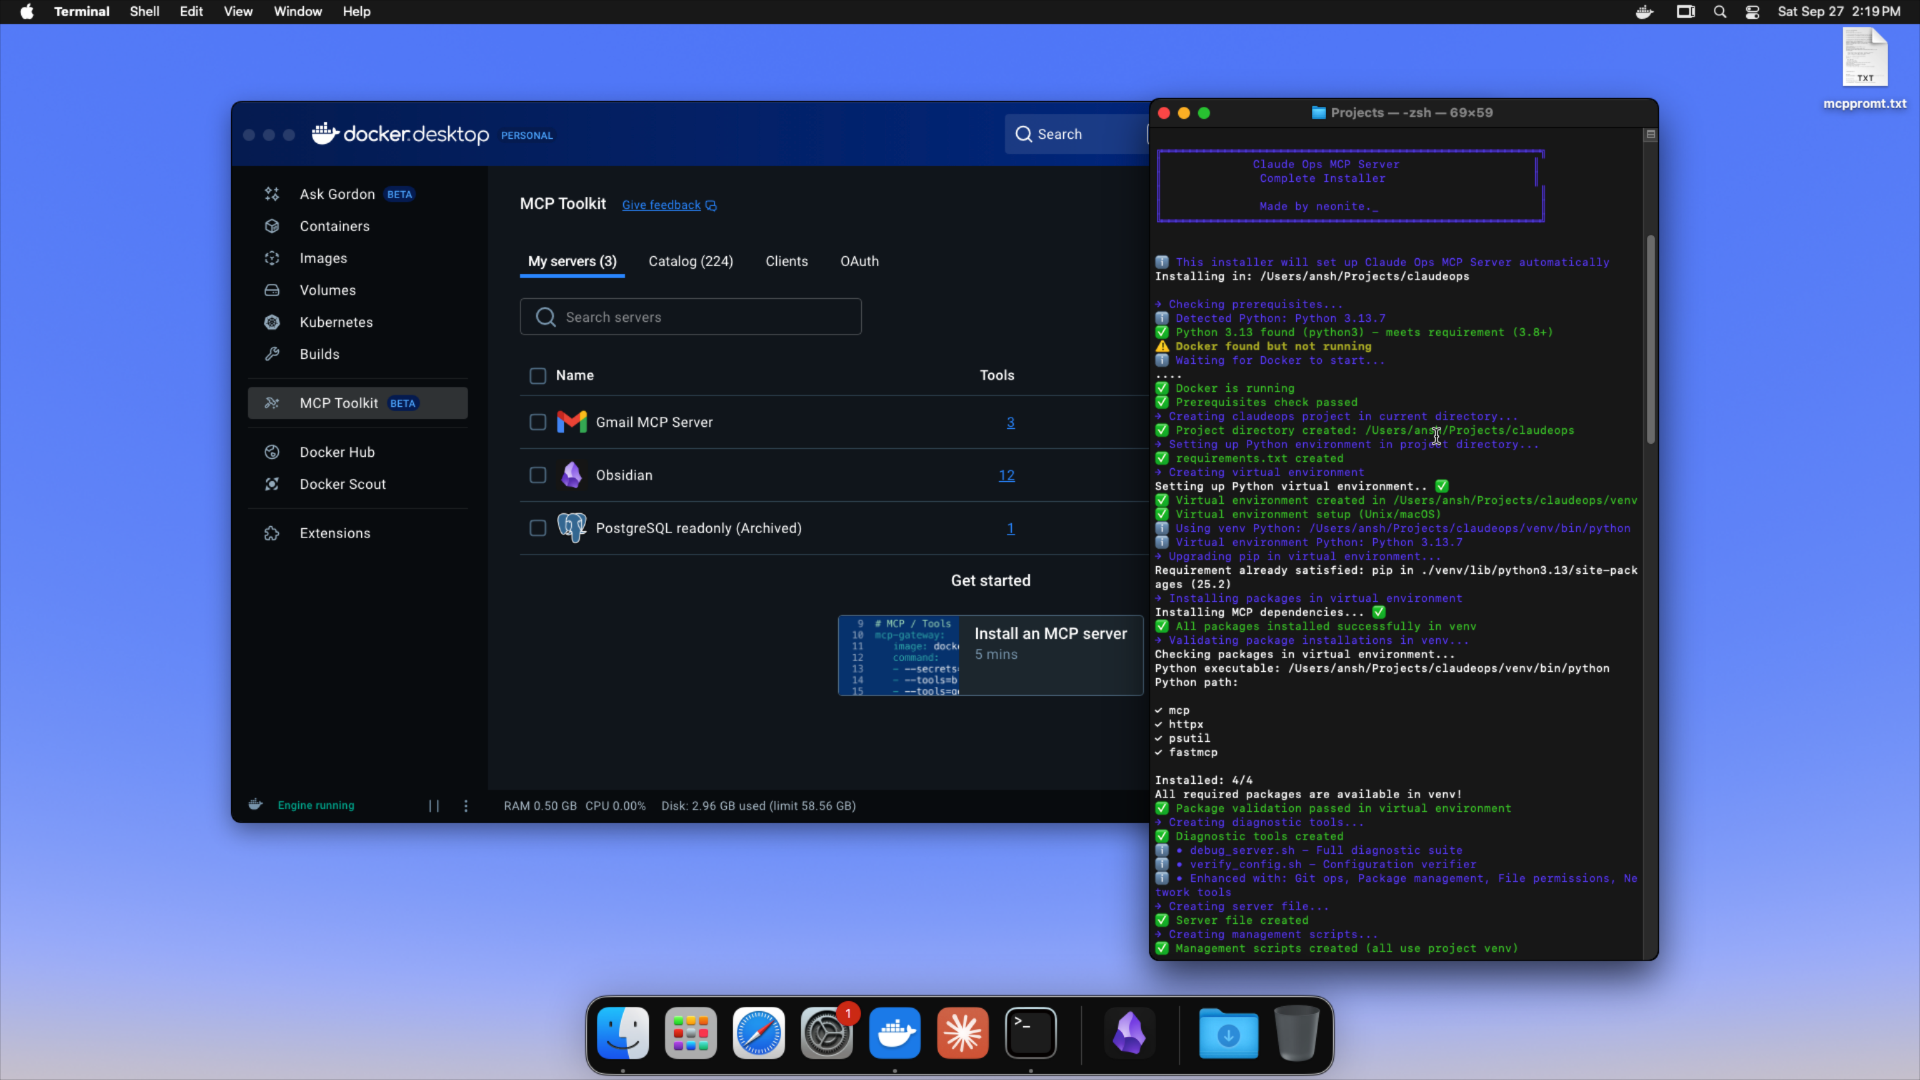 Terminal Shell Edit View Window Help
Sat Sep 27 2:19 PM
TXT
mcppromt.txt
docker.desktop PERSONAL
Search
Ask Gordon BETA
Containers
Images
Volumes
Kubernetes
Builds
MCP Toolkit BETA
Docker Hub
Docker Scout
Extensions
MCP Toolkit Give feedback
My servers (3) Catalog (224) Clients OAuth
Search servers
Name Tools
Gmail MCP Server 3
Obsidian 12
PostgreSQL readonly (Archived) 1
Get started
9 # MCP / Tools
10 mcp-gateway:
11 image: docke
12 command:
13 - --secrets=
14 - --tools=b
15 - --tools=ge
Install an MCP server
5 mins
Engine running
RAM 0.50 GB CPU 0.00% Disk: 2.96 GB used (limit 58.56 GB)
Projects — -zsh — 69×59
Claude Ops MCP Server
Complete Installer
Made by neonite._
This installer will set up Claude Ops MCP Server automatically
Installing in: /Users/ansh/Projects/claudeops
→ Checking prerequisites...
Detected Python: Python 3.13.7
Python 3.13 found (python3) – meets requirement (3.8+)
Docker found but not running
Waiting for Docker to start...
....
Docker is running
Prerequisites check passed
→ Creating claudeops project in current directory...
Project directory created: /Users/ansh/Projects/claudeops
→ Setting up Python environment in project directory...
requirements.txt created
→ Creating virtual environment
Setting up Python virtual environment..
Virtual environment created in /Users/ansh/Projects/claudeops/venv
Virtual environment setup (Unix/macOS)
Using venv Python: /Users/ansh/Projects/claudeops/venv/bin/python
Virtual environment Python: Python 3.13.7
→ Upgrading pip in virtual environment...
Requirement already satisfied: pip in ./venv/lib/python3.13/site-pack
ages (25.2)
→ Installing packages in virtual environment
Installing MCP dependencies...
All packages installed successfully in venv
→ Validating package installations in venv...
Checking packages in virtual environment...
Python executable: /Users/ansh/Projects/claudeops/venv/bin/python
Python path:
✓ mcp
✓ httpx
✓ psutil
✓ fastmcp
Installed: 4/4
All required packages are available in venv!
Package validation passed in virtual environment
→ Creating diagnostic tools...
Diagnostic tools created
• debug_server.sh – Full diagnostic suite
• verify_config.sh – Configuration verifier
• Enhanced with: Git ops, Package management, File permissions, Ne
twork tools
→ Creating server file...
Server file created
→ Creating management scripts...
Management scripts created (all use project venv)
1
>_